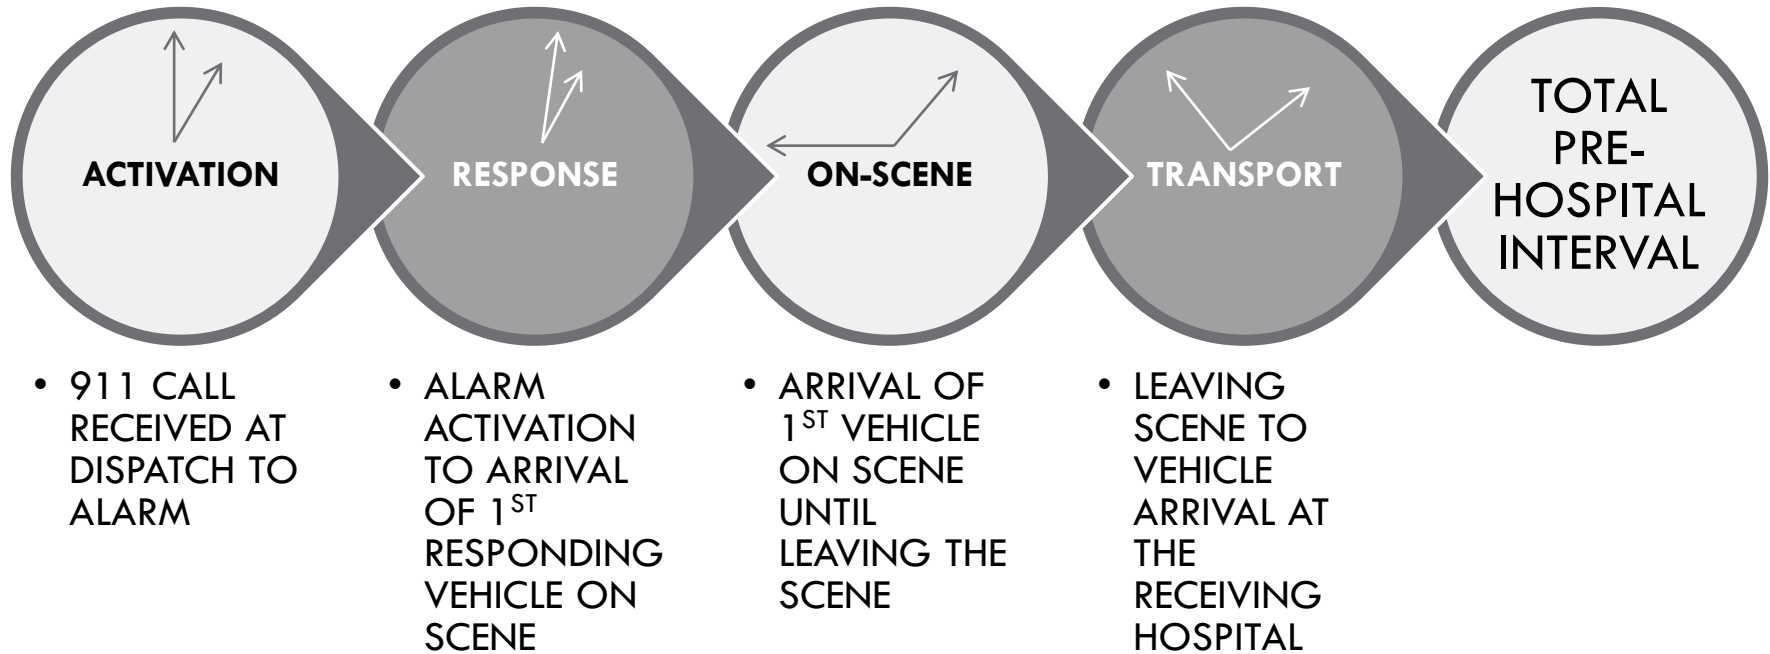 ACTIVATION
RESPONSE
ON-SCENE
TRANSPORT
TOTAL
PRE-
HOSPITAL
INTERVAL
• 911 CALL
RECEIVED AT
DISPATCH TO
ALARM
• ALARM
ACTIVATION
TO ARRIVAL
OF 1ST
RESPONDING
VEHICLE ON
SCENE
• ARRIVAL OF
1ST VEHICLE
ON SCENE
UNTIL
LEAVING THE
SCENE
• LEAVING
SCENE TO
VEHICLE
ARRIVAL AT
THE
RECEIVING
HOSPITAL